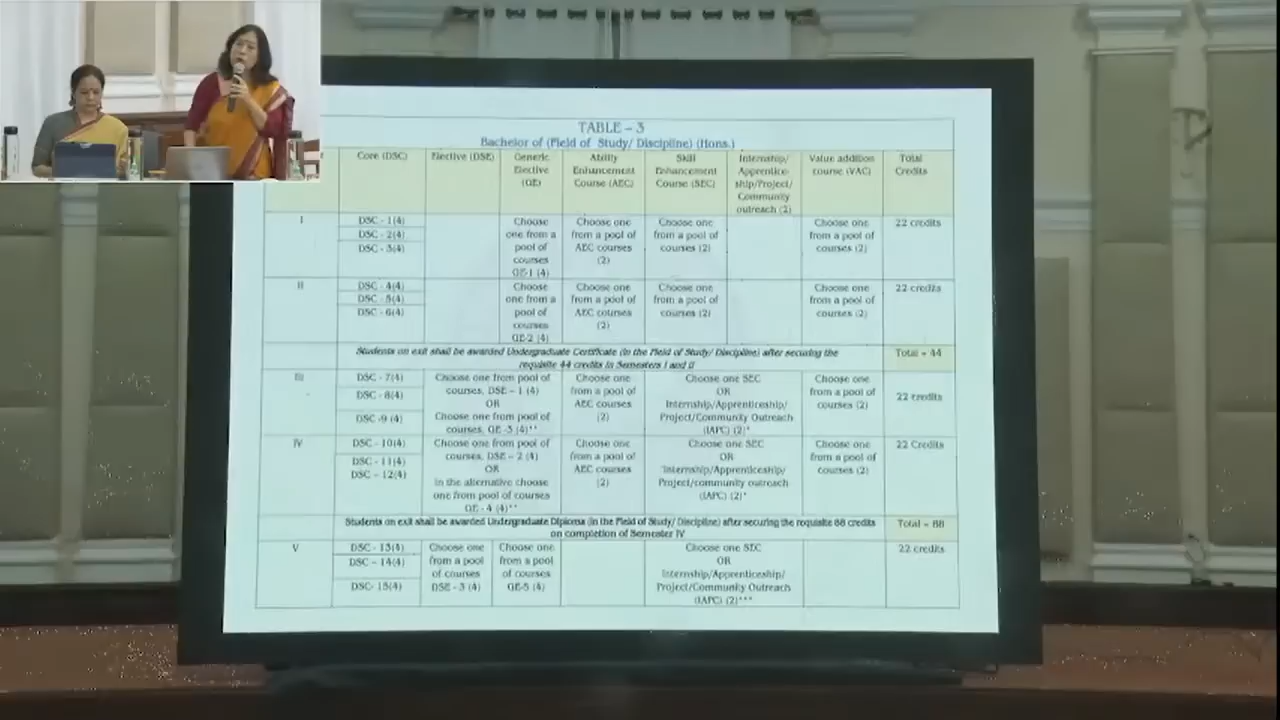 TABLE – 3
Bachelor of (Field of Study/ Discipline) (Hons.)
Core (DSC)
Elective (DSE)
Generic
Elective
(GE)
Ability
Enhancement
Course (AEC)
Skill
Enhancement
Course (SEC)
Internship/
Apprentice-
ship/Project/
Community
outreach (2)
Value addition
course (VAC)
Total
Credits
I
DSC - 1(4)
DSC - 2(4)
DSC - 3(4)
Choose
one from a
pool of
courses
GE-1 (4)
Choose one
from a pool of
AEC courses
(2)
Choose one
from a pool of
courses (2)
Choose one
from a pool of
courses (2)
22 credits
II
DSC - 4(4)
DSC - 5(4)
DSC - 6(4)
Choose
one from a
pool of
courses
GE-2 (4)
Choose one
from a pool of
AEC courses
(2)
Choose one
from a pool of
courses (2)
Choose one
from a pool of
courses (2)
22 credits
Students on exit shall be awarded Undergraduate Certificate (in the Field of Study/ Discipline) after securing the
requisite 44 credits in Semesters I and II
Total = 44
III
DSC - 7(4)
DSC - 8(4)
DSC -9 (4)
Choose one from pool of
courses, DSE – 1 (4)
OR
Choose one from pool of
courses, GE -3 (4)**
Choose one
from a pool of
AEC courses
(2)
Choose one SEC
OR
Internship/Apprenticeship/
Project/Community Outreach
(IAPC) (2)*
Choose one
from a pool of
courses (2)
22 credits
IV
DSC - 10(4)
DSC - 11(4)
DSC – 12(4)
Choose one from pool of
courses, DSE – 2 (4)
OR
in the alternative choose
one from pool of courses
GE - 4 (4)**
Choose one
from a pool of
AEC courses
(2)
Choose one SEC
OR
Internship/Apprenticeship/
Project/community outreach
(IAPC) (2)*
Choose one
from a pool of
courses (2)
22 Credits
Students on exit shall be awarded Undergraduate Diploma (in the Field of Study/ Discipline) after securing the requisite 88 credits
on completion of Semester IV
Total = 88
V
DSC - 13(4)
DSC – 14(4)
DSC- 15(4)
Choose one
from a pool
of courses
DSE – 3 (4)
Choose one
from a pool
of courses
GE-5 (4)
Choose one SEC
OR
Internship/Apprenticeship/
Project/Community Outreach
(IAPC) (2)***
22 credits